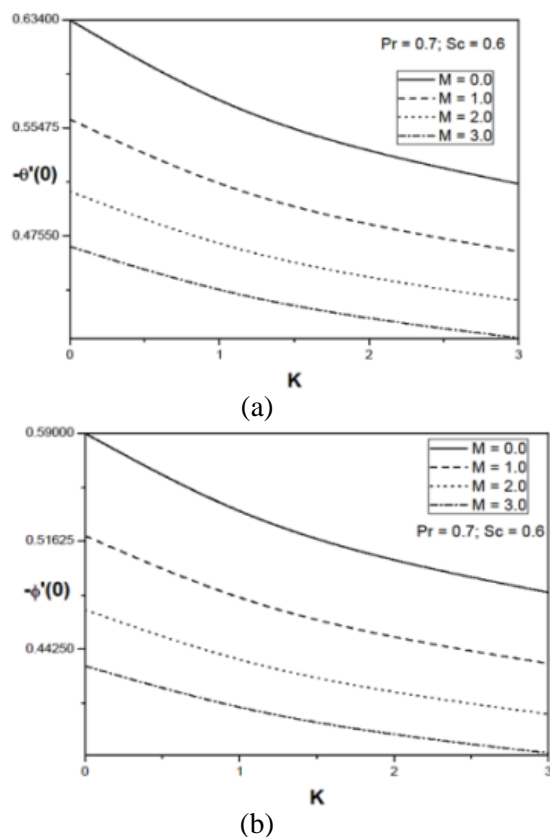 0.63400
Pr = 0.7; Sc = 0.6
M = 0.0
M = 1.0
M = 2.0
M = 3.0
0.55475
-θ'(0)
0.47550
0 1 2 3
K
(a)
0.59000
M = 0.0
M = 1.0
M = 2.0
M = 3.0
Pr = 0.7; Sc = 0.6
0.51625
-ϕ'(0)
0.44250
0 1 2 3
K
(b)